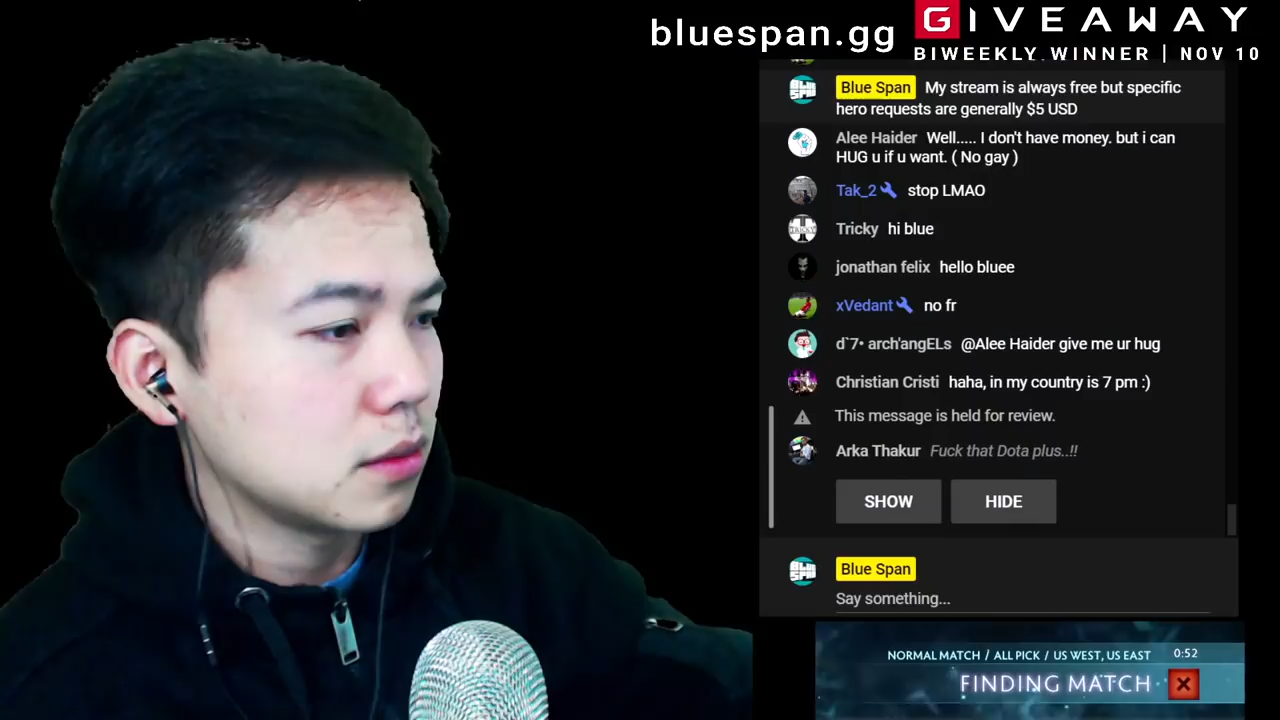 bluespan.gg
GIVEAWAY
BIWEEKLY WINNER | NOV 10
Blue Span My stream is always free but specific
hero requests are generally $5 USD
Alee Haider Well..... I don't have money. but i can
HUG u if u want. ( No gay )
Tak_2 stop LMAO
Tricky hi blue
jonathan felix hello bluee
xVedant no fr
d`7• arch'angELs @Alee Haider give me ur hug
Christian Cristi haha, in my country is 7 pm :)
This message is held for review.
Arka Thakur Fuck that Dota plus..!!
SHOW HIDE
Blue Span
Say something...
NORMAL MATCH / ALL PICK / US WEST, US EAST 0:52
FINDING MATCH